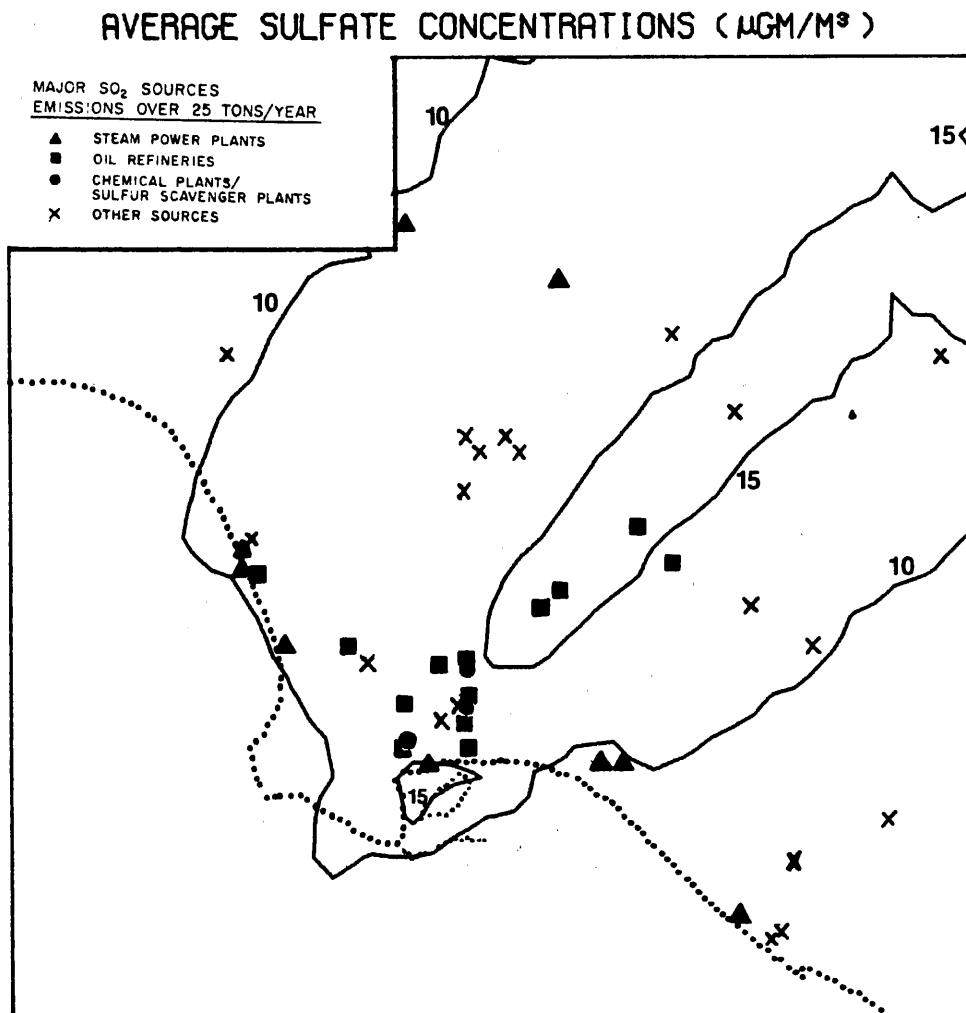 AVERAGE SULFATE CONCENTRATIONS (µGM/M³)
MAJOR SO₂ SOURCES
EMISSIONS OVER 25 TONS/YEAR
STEAM POWER PLANTS
OIL REFINERIES
CHEMICAL PLANTS/
SULFUR SCAVENGER PLANTS
OTHER SOURCES
10
15
10
15
10
15